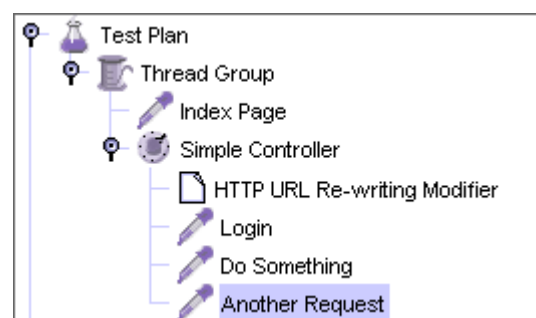 Test Plan
Thread Group
Index Page
Simple Controller
HTTP URL Re-writing Modifier
Login
Do Something
Another Request